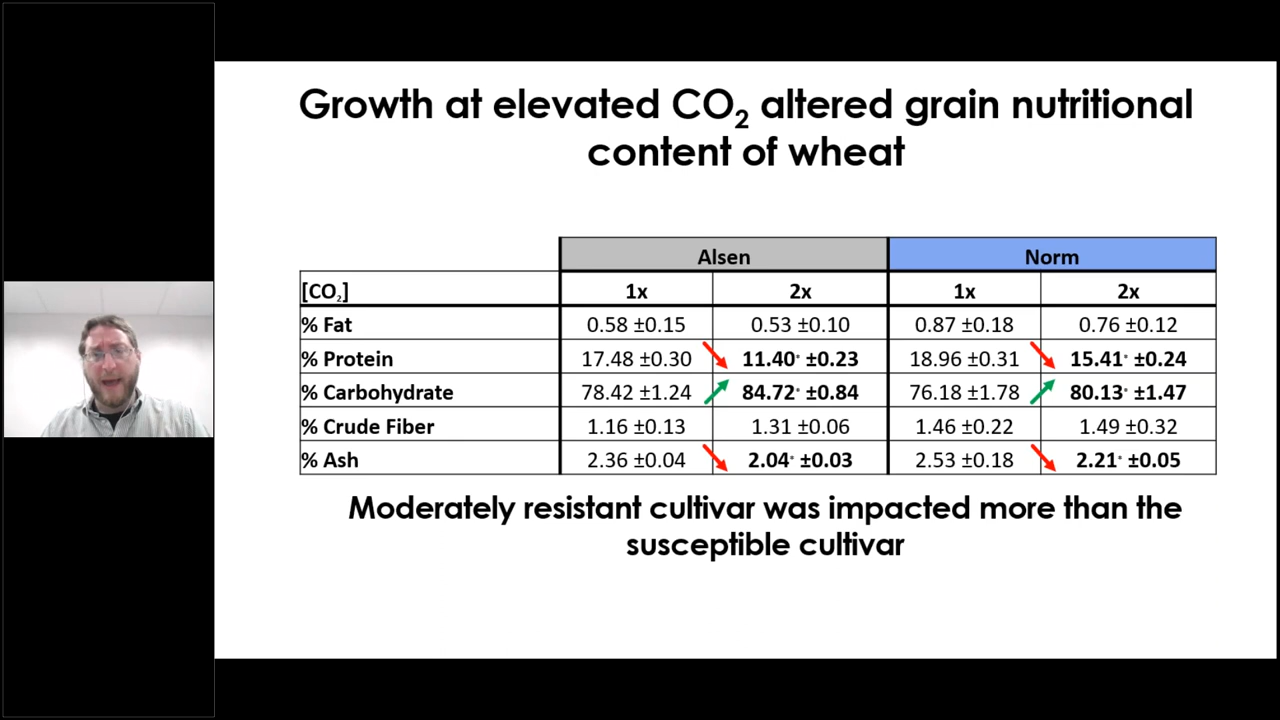 Growth at elevated CO₂ altered grain nutritional
content of wheat
Alsen Norm
[CO₂] 1x 2x 1x 2x
% Fat 0.58 ±0.15 0.53 ±0.10 0.87 ±0.18 0.76 ±0.12
% Protein 17.48 ±0.30 11.40* ±0.23 18.96 ±0.31 15.41* ±0.24
% Carbohydrate 78.42 ±1.24 84.72* ±0.84 76.18 ±1.78 80.13* ±1.47
% Crude Fiber 1.16 ±0.13 1.31 ±0.06 1.46 ±0.22 1.49 ±0.32
% Ash 2.36 ±0.04 2.04* ±0.03 2.53 ±0.18 2.21* ±0.05
Moderately resistant cultivar was impacted more than the
susceptible cultivar